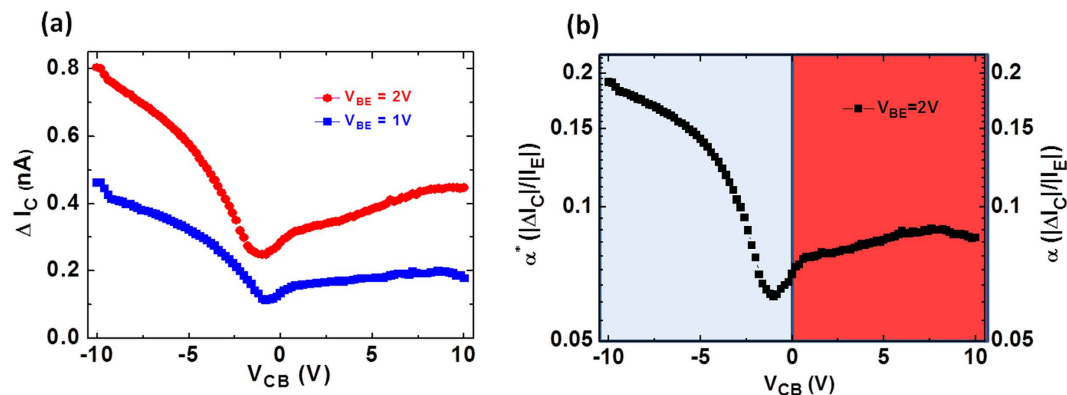 (a)
0.8
0.6
0.4
0.2
0.0
Δ I_C (nA)
V_BE = 2V
V_BE = 1V
-10 -5 0 5 10
V_CB (V)
(b)
0.2
0.15
0.1
0.05
α* (|ΔI_C|/|I_E|)
V_BE=2V
0.2
0.15
0.1
0.05
α (|ΔI_C|/|I_E|)
-10 -5 0 5 10
V_CB (V)